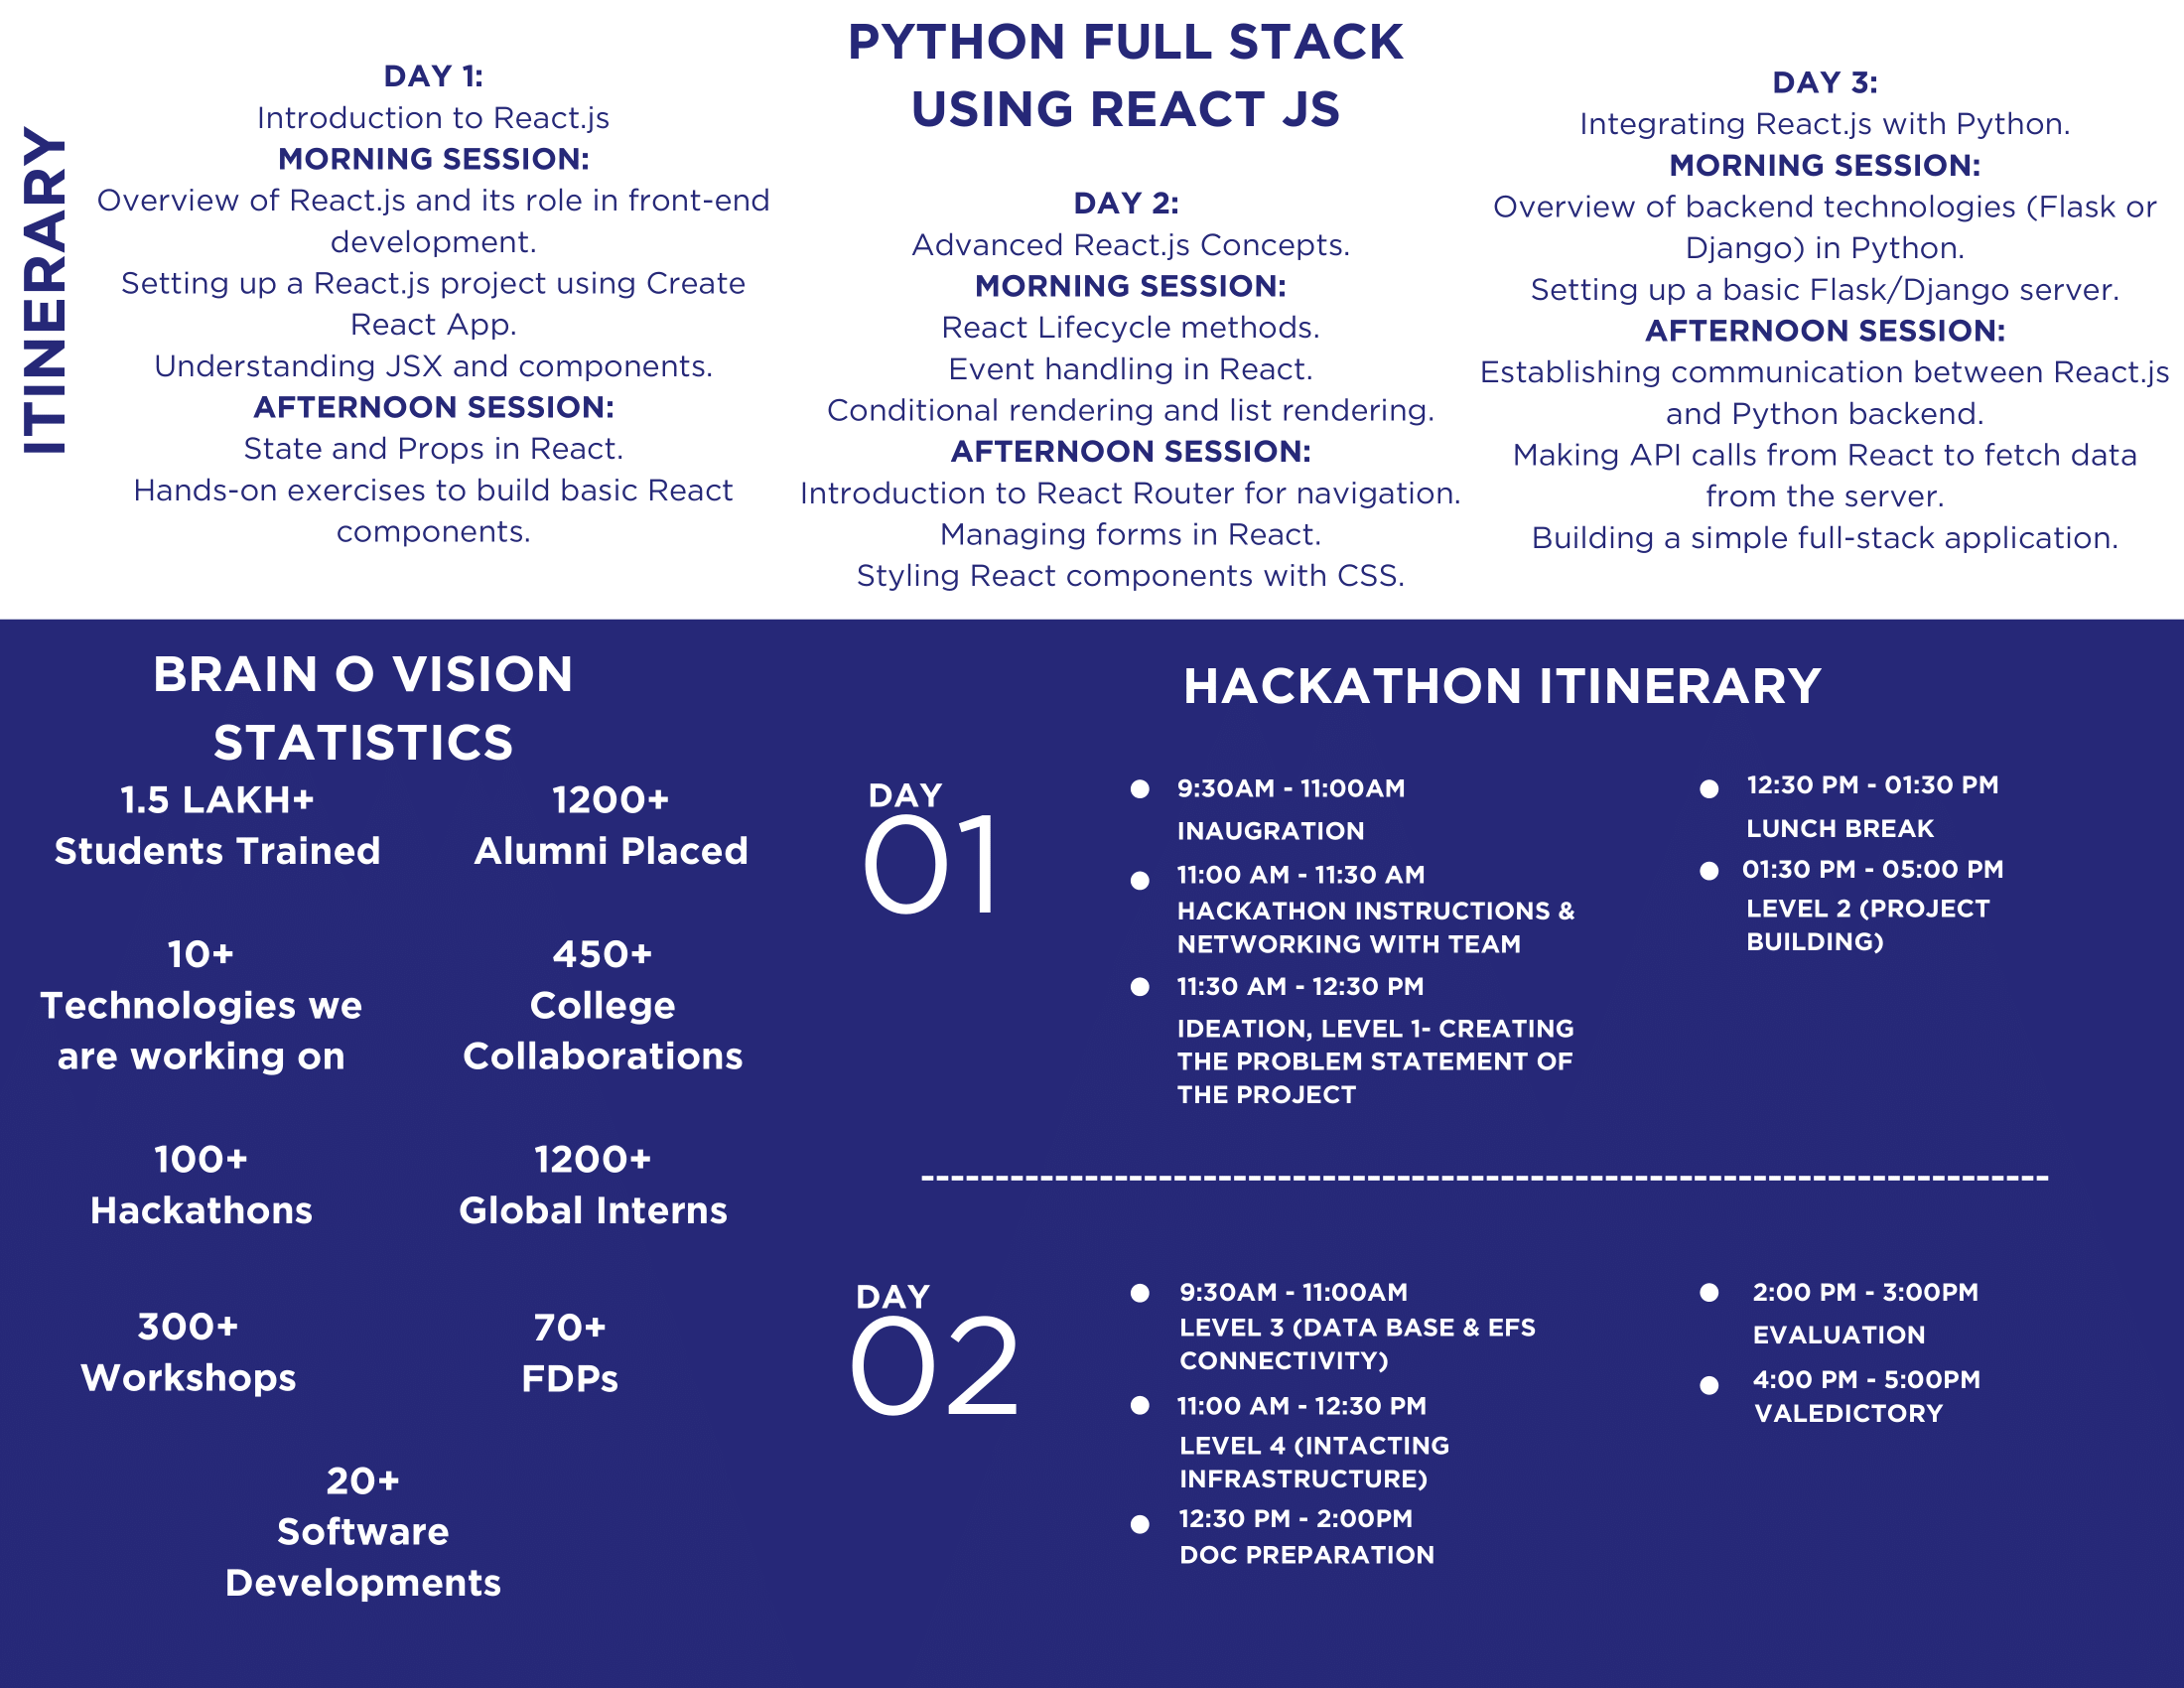 ITINERARY
PYTHON FULL STACK
USING REACT JS
DAY 1:
Introduction to React.js
MORNING SESSION:
Overview of React.js and its role in front-end
development.
Setting up a React.js project using Create
React App.
Understanding JSX and components.
AFTERNOON SESSION:
State and Props in React.
Hands-on exercises to build basic React
components.
DAY 2:
Advanced React.js Concepts.
MORNING SESSION:
React Lifecycle methods.
Event handling in React.
Conditional rendering and list rendering.
AFTERNOON SESSION:
Introduction to React Router for navigation.
Managing forms in React.
Styling React components with CSS.
DAY 3:
Integrating React.js with Python.
MORNING SESSION:
Overview of backend technologies (Flask or
Django) in Python.
Setting up a basic Flask/Django server.
AFTERNOON SESSION:
Establishing communication between React.js
and Python backend.
Making API calls from React to fetch data
from the server.
Building a simple full-stack application.
BRAIN O VISION
STATISTICS
1.5 LAKH+
Students Trained
1200+
Alumni Placed
10+
Technologies we
are working on
450+
College
Collaborations
100+
Hackathons
1200+
Global Interns
300+
Workshops
70+
FDPs
20+
Software
Developments
HACKATHON ITINERARY
DAY
01
9:30AM - 11:00AM
INAUGRATION
11:00 AM - 11:30 AM
HACKATHON INSTRUCTIONS &
NETWORKING WITH TEAM
11:30 AM - 12:30 PM
IDEATION, LEVEL 1- CREATING
THE PROBLEM STATEMENT OF
THE PROJECT
12:30 PM - 01:30 PM
LUNCH BREAK
01:30 PM - 05:00 PM
LEVEL 2 (PROJECT
BUILDING)
DAY
02
9:30AM - 11:00AM
LEVEL 3 (DATA BASE & EFS
CONNECTIVITY)
11:00 AM - 12:30 PM
LEVEL 4 (INTACTING
INFRASTRUCTURE)
12:30 PM - 2:00PM
DOC PREPARATION
2:00 PM - 3:00PM
EVALUATION
4:00 PM - 5:00PM
VALEDICTORY